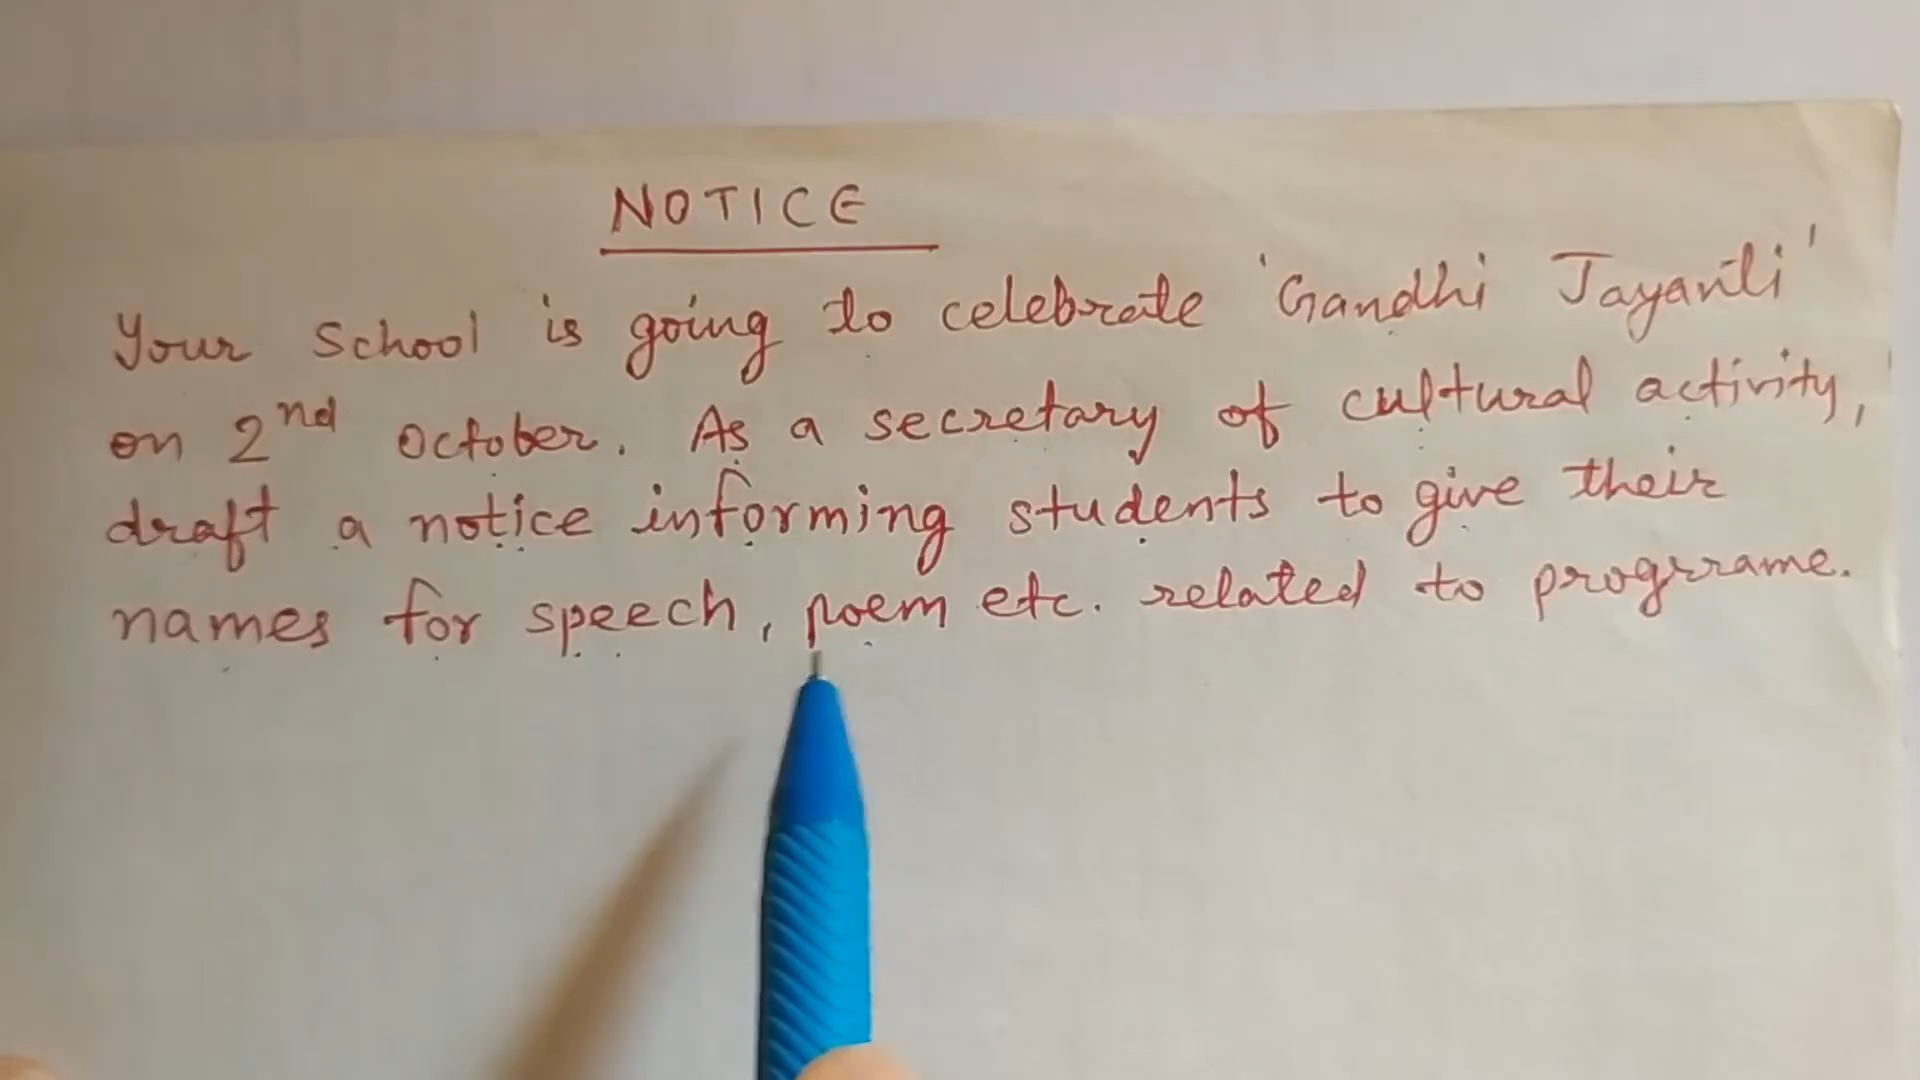 NOTICE
Your School is going to celebrate 'Gandhi Jayanti'
on 2nd October. As a secretary of cultural activity,
draft a notice informing students to give their
names for speech, poem etc. related to programe.